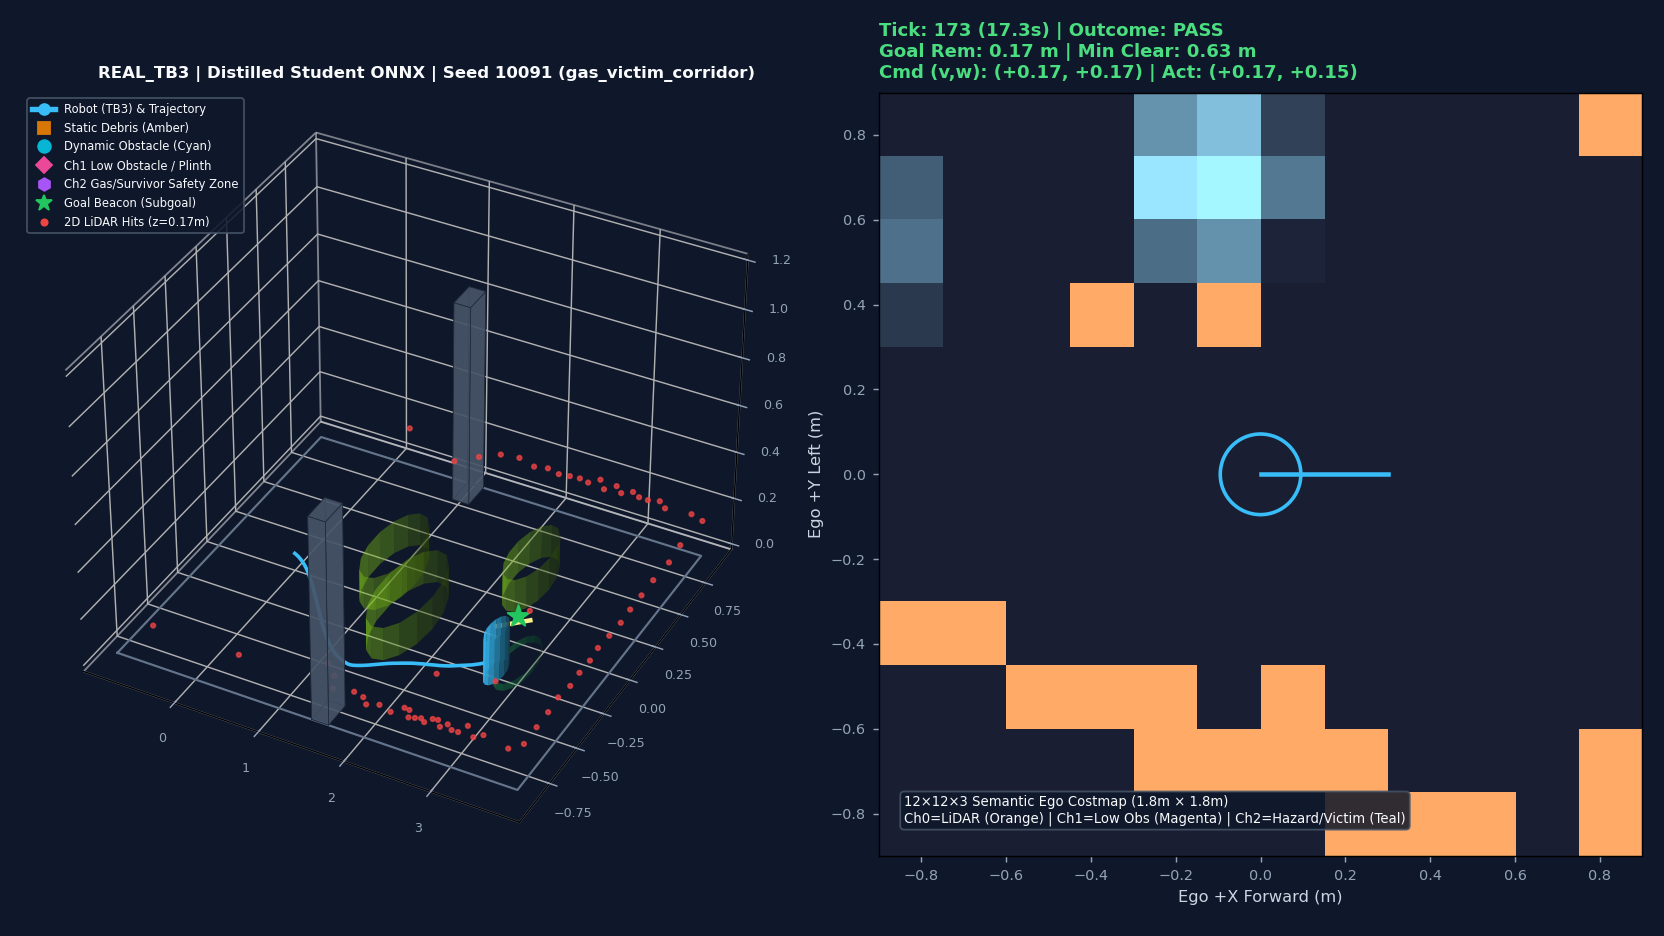 REAL_TB3 | Distilled Student ONNX | Seed 10091 (gas_victim_corridor)
Robot (TB3) & Trajectory
Static Debris (Amber)
Dynamic Obstacle (Cyan)
Ch1 Low Obstacle / Plinth
Ch2 Gas/Survivor Safety Zone
Goal Beacon (Subgoal)
2D LiDAR Hits (z=0.17m)
1.2
1.0
0.8
0.6
0.4
0.2
0.0
0.75
0.50
0.25
0.00
−0.25
−0.50
−0.75
0
1
2
3
Tick: 173 (17.3s) | Outcome: PASS
Goal Rem: 0.17 m | Min Clear: 0.63 m
Cmd (v,w): (+0.17, +0.17) | Act: (+0.17, +0.15)
Ego +Y Left (m)
0.8
0.6
0.4
0.2
0.0
−0.2
−0.4
−0.6
−0.8
12×12×3 Semantic Ego Costmap (1.8m × 1.8m)
Ch0=LiDAR (Orange) | Ch1=Low Obs (Magenta) | Ch2=Hazard/Victim (Teal)
−0.8
−0.6
−0.4
−0.2
0.0
0.2
0.4
0.6
0.8
Ego +X Forward (m)